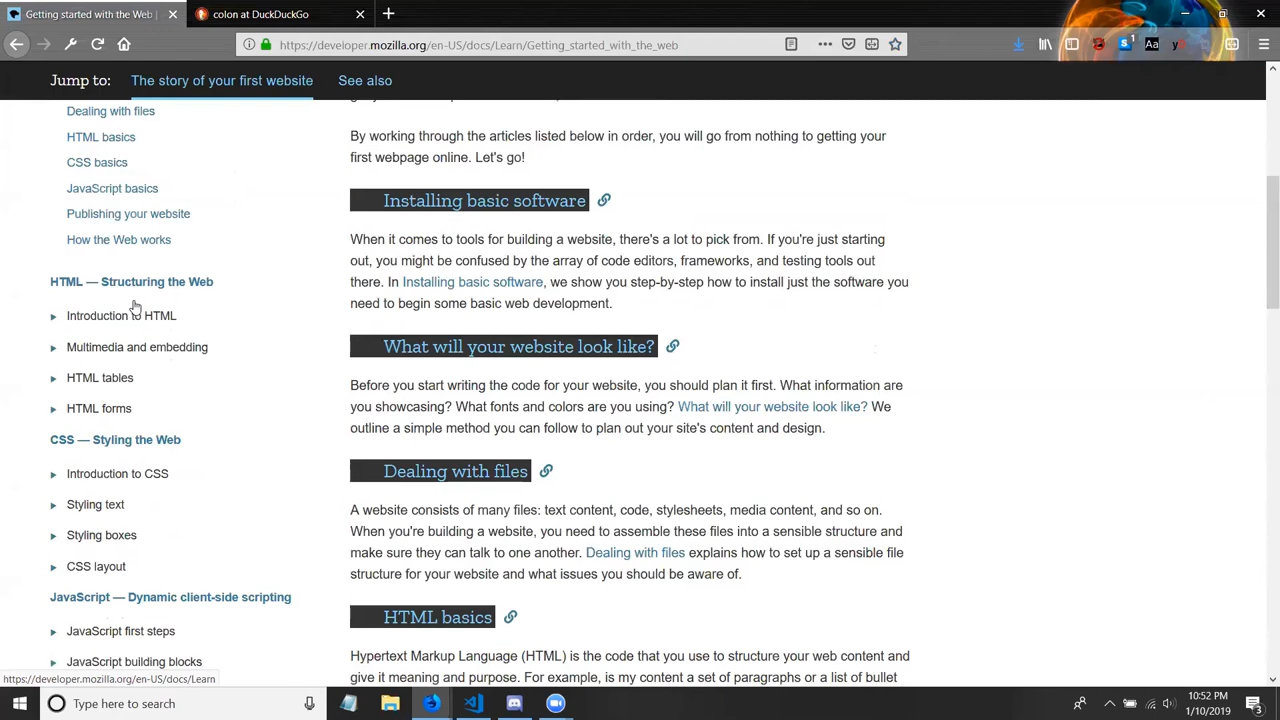 Getting started with the Web |
colon at DuckDuckGo
https://developer.mozilla.org/en-US/docs/Learn/Getting_started_with_the_web
Jump to:
The story of your first website
See also
Dealing with files
HTML basics
CSS basics
JavaScript basics
Publishing your website
How the Web works
HTML — Structuring the Web
Introduction to HTML
Multimedia and embedding
HTML tables
HTML forms
CSS — Styling the Web
Introduction to CSS
Styling text
Styling boxes
CSS layout
JavaScript — Dynamic client-side scripting
JavaScript first steps
JavaScript building blocks
By working through the articles listed below in order, you will go from nothing to getting your
first webpage online. Let's go!
Installing basic software
When it comes to tools for building a website, there's a lot to pick from. If you're just starting
out, you might be confused by the array of code editors, frameworks, and testing tools out
there. In Installing basic software, we show you step-by-step how to install just the software you
need to begin some basic web development.
What will your website look like?
Before you start writing the code for your website, you should plan it first. What information are
you showcasing? What fonts and colors are you using? What will your website look like? We
outline a simple method you can follow to plan out your site's content and design.
Dealing with files
A website consists of many files: text content, code, stylesheets, media content, and so on.
When you're building a website, you need to assemble these files into a sensible structure and
make sure they can talk to one another. Dealing with files explains how to set up a sensible file
structure for your website and what issues you should be aware of.
HTML basics
Hypertext Markup Language (HTML) is the code that you use to structure your web content and
give it meaning and purpose. For example, is my content a set of paragraphs or a list of bullet
https://developer.mozilla.org/en-US/docs/Learn
Type here to search
10:52 PM
1/10/2019